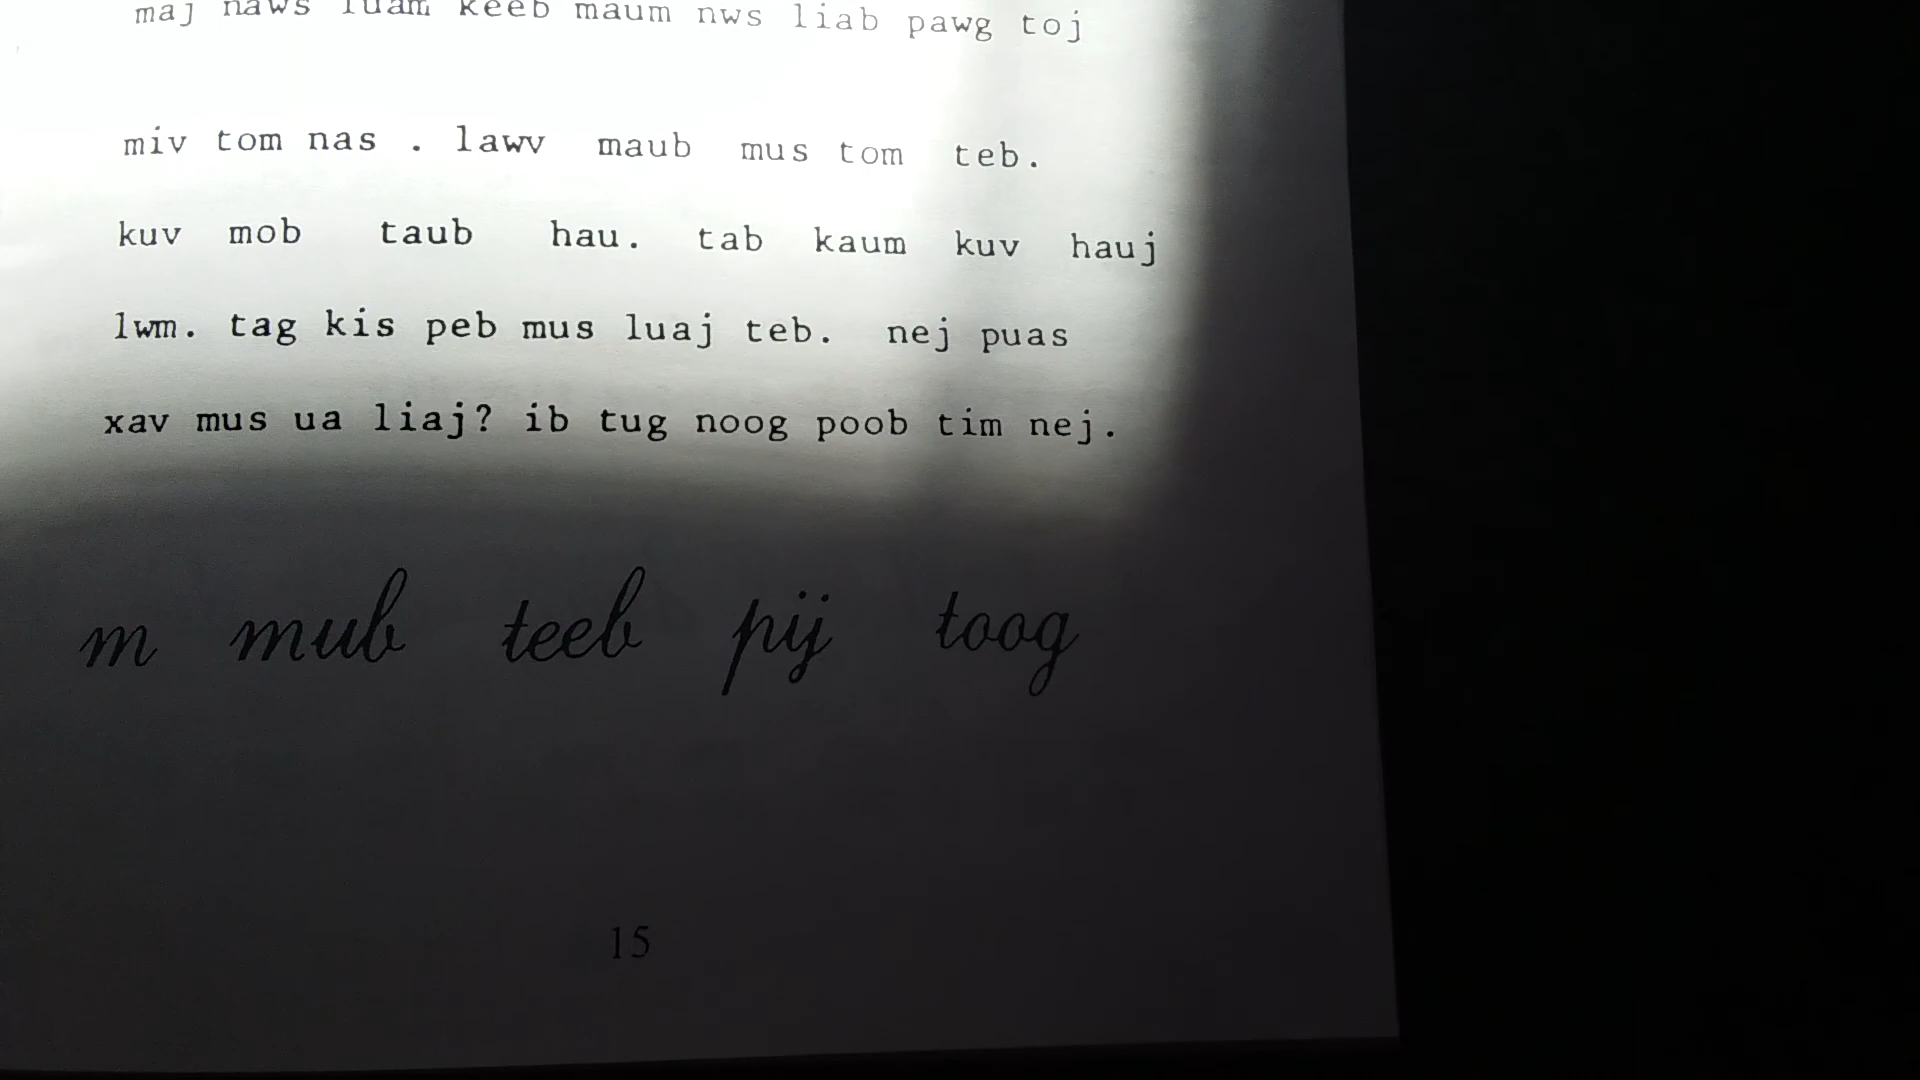 maj naws luam keeb maum nws liab pawg toj
miv tom nas . lawv maub mus tom teb.
kuv mob taub hau. tab kaum kuv hauj
lwm. tag kis peb mus luaj teb. nej puas
xav mus ua liaj? ib tug noog poob tim nej.
m mub teeb pij toog
15